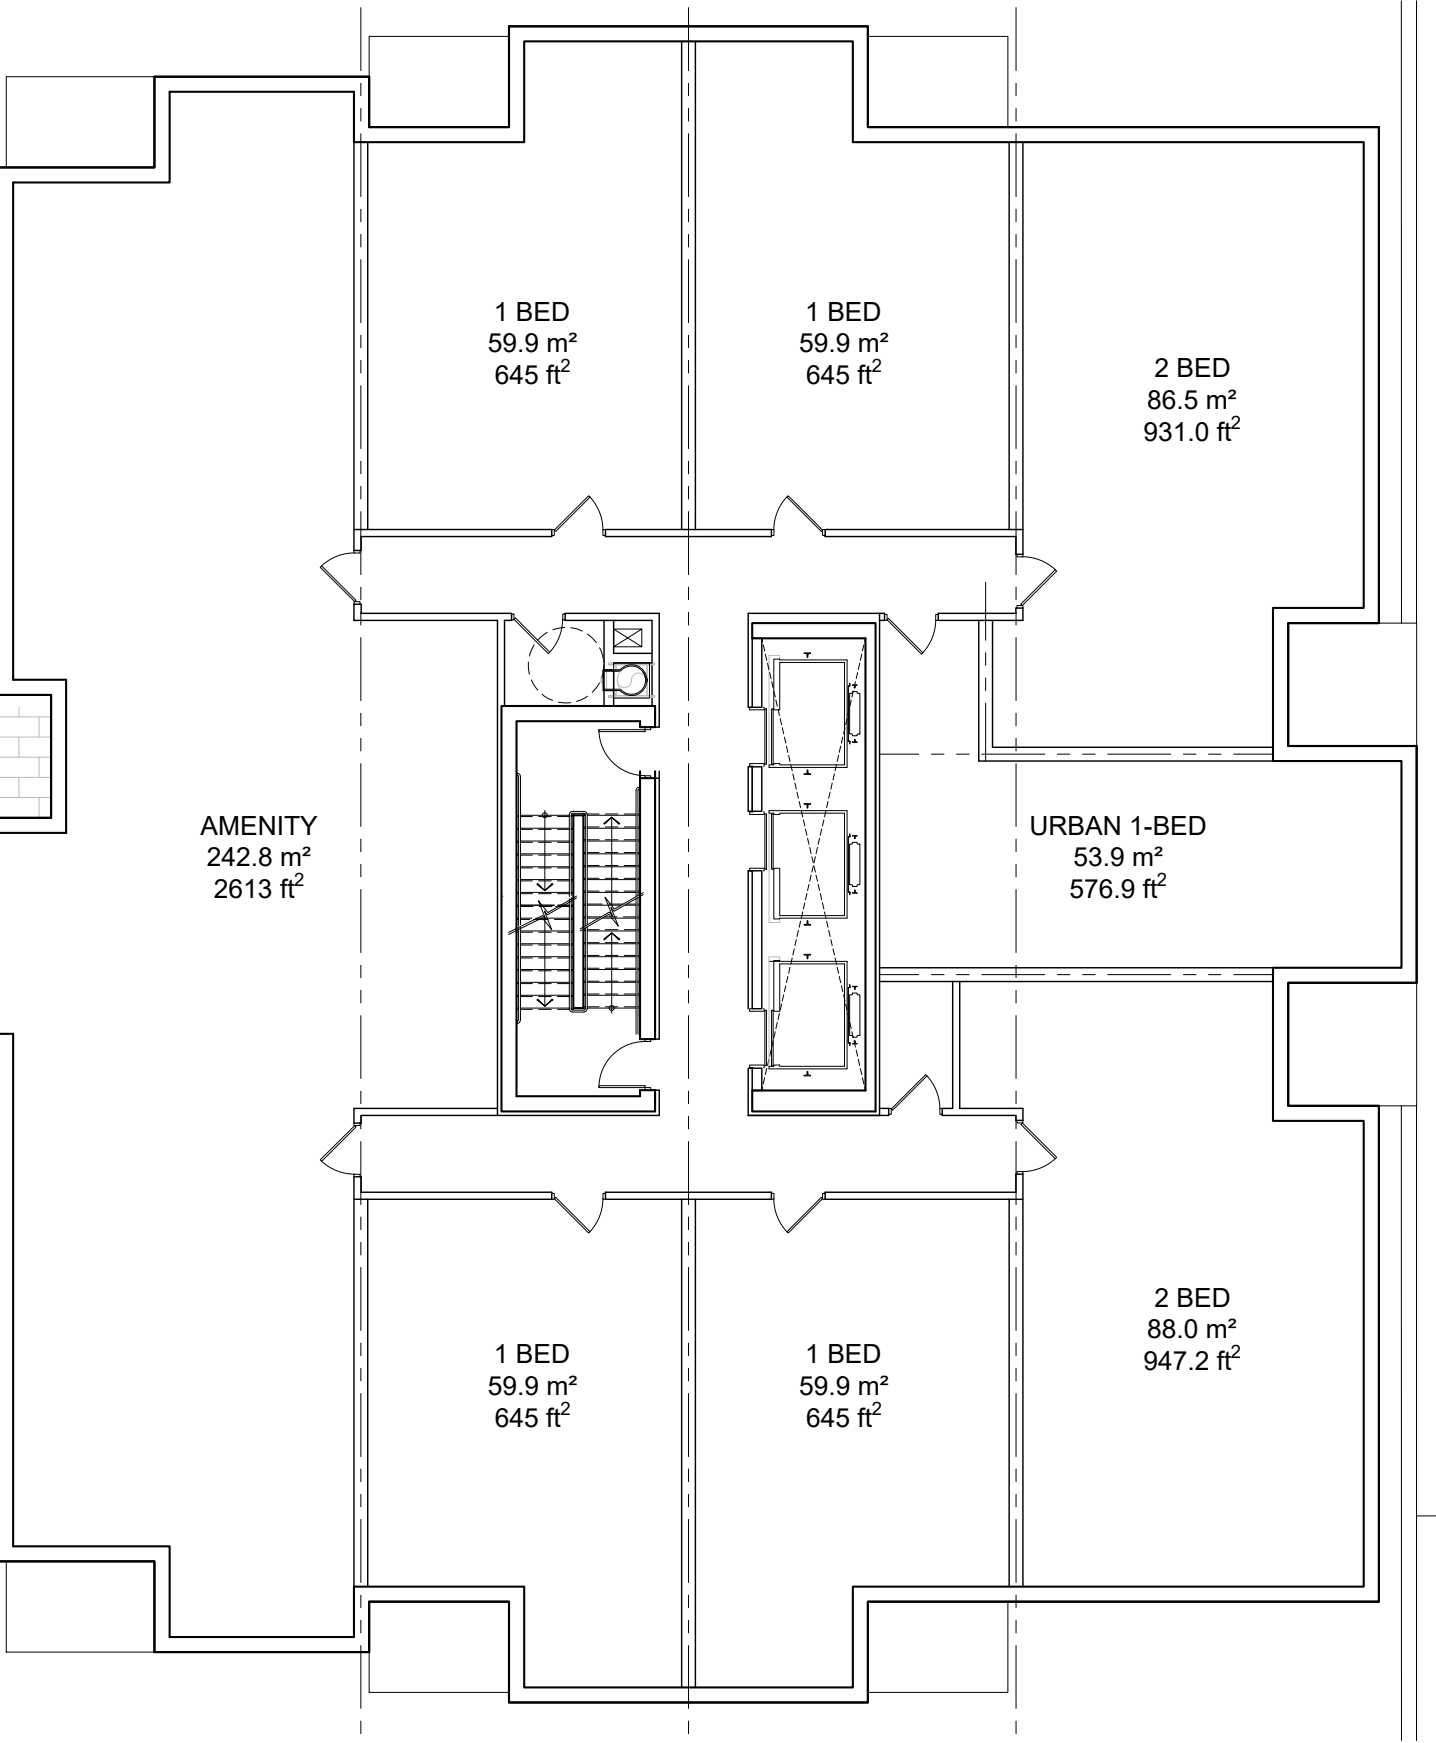 1 BED
59.9 m²
645 ft²
1 BED
59.9 m²
645 ft²
2 BED
86.5 m²
931.0 ft²
AMENITY
242.8 m²
2613 ft²
URBAN 1-BED
53.9 m²
576.9 ft²
1 BED
59.9 m²
645 ft²
1 BED
59.9 m²
645 ft²
2 BED
88.0 m²
947.2 ft²